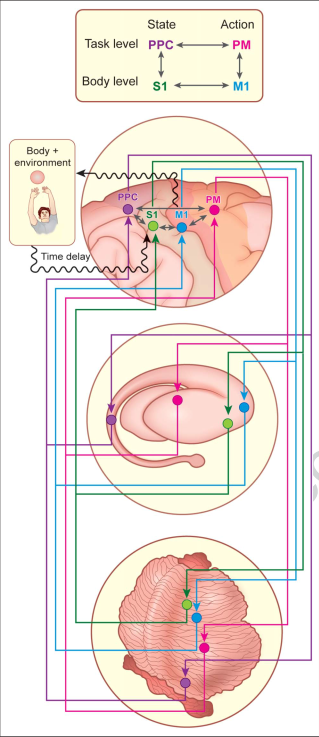 State Action
Task level PPC PM
Body level S1 M1
Body +
environment
PPC
PM
S1 M1
Time delay